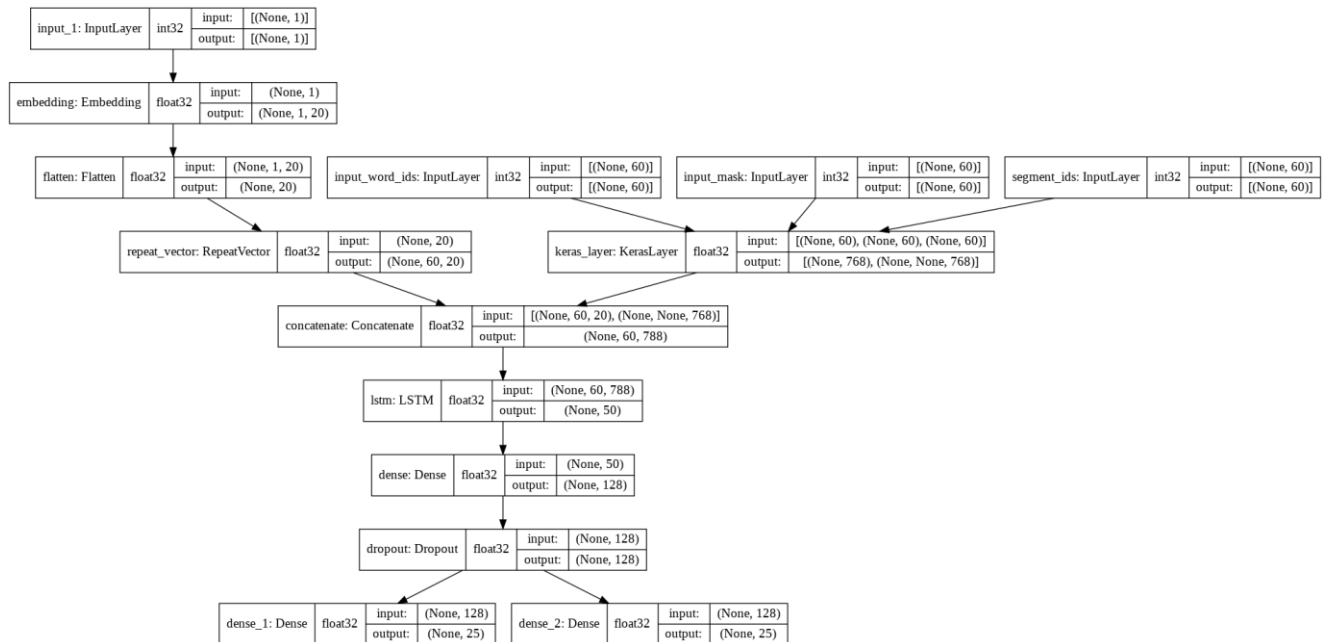 input_1: InputLayer int32 input: [(None, 1)]
output: [(None, 1)]
embedding: Embedding float32 input: (None, 1)
output: (None, 1, 20)
flatten: Flatten float32 input: (None, 1, 20)
output: (None, 20)
input_word_ids: InputLayer int32 input: [(None, 60)]
output: [(None, 60)]
input_mask: InputLayer int32 input: [(None, 60)]
output: [(None, 60)]
segment_ids: InputLayer int32 input: [(None, 60)]
output: [(None, 60)]
repeat_vector: RepeatVector float32 input: (None, 20)
output: (None, 60, 20)
keras_layer: KerasLayer float32 input: [(None, 60), (None, 60), (None, 60)]
output: [(None, 768), (None, None, 768)]
concatenate: Concatenate float32 input: [(None, 60, 20), (None, None, 768)]
output: (None, 60, 788)
lstm: LSTM float32 input: (None, 60, 788)
output: (None, 50)
dense: Dense float32 input: (None, 50)
output: (None, 128)
dropout: Dropout float32 input: (None, 128)
output: (None, 128)
dense_1: Dense float32 input: (None, 128)
output: (None, 25)
dense_2: Dense float32 input: (None, 128)
output: (None, 25)